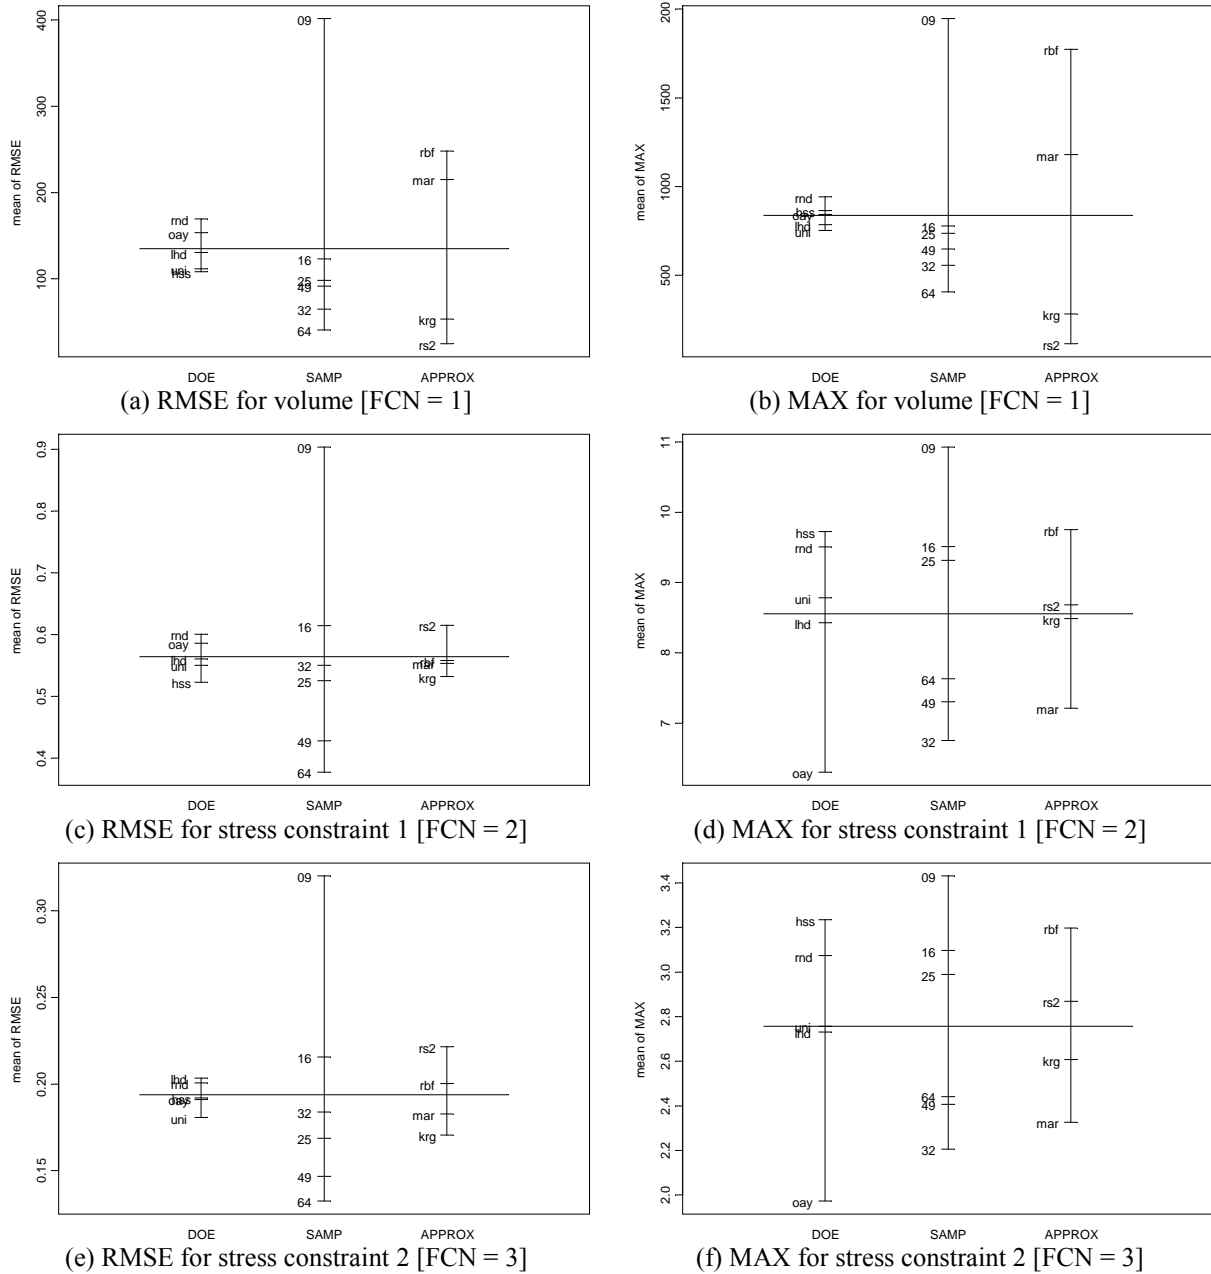 mean of RMSE
100
200
300
400
rnd
oay
lhd
uni
hss
09
16
25
49
32
64
rbf
mar
krg
rs2
DOE
SAMP
APPROX
(a) RMSE for volume [FCN = 1]
mean of MAX
500
1000
1500
200
rnd
hss
oay
lhd
uni
09
16
25
49
32
64
rbf
mar
krg
rs2
DOE
SAMP
APPROX
(b) MAX for volume [FCN = 1]
mean of RMSE
0.4
0.5
0.6
0.7
0.8
0.9
rnd
oay
lhd
uni
hss
09
16
32
25
49
64
rs2
rbf
mar
krg
DOE
SAMP
APPROX
(c) RMSE for stress constraint 1 [FCN = 2]
mean of MAX
7
8
9
10
11
hss
rnd
uni
lhd
oay
09
16
25
64
49
32
rbf
rs2
krg
mar
DOE
SAMP
APPROX
(d) MAX for stress constraint 1 [FCN = 2]
mean of RMSE
0.15
0.20
0.25
0.30
lhd
rnd
hss
oay
uni
09
16
32
25
49
64
rs2
rbf
mar
krg
DOE
SAMP
APPROX
(e) RMSE for stress constraint 2 [FCN = 3]
mean of MAX
2.0
2.2
2.4
2.6
2.8
3.0
3.2
3.4
hss
rnd
uni
lhd
oay
09
16
25
64
49
32
rbf
rs2
krg
mar
DOE
SAMP
APPROX
(f) MAX for stress constraint 2 [FCN = 3]